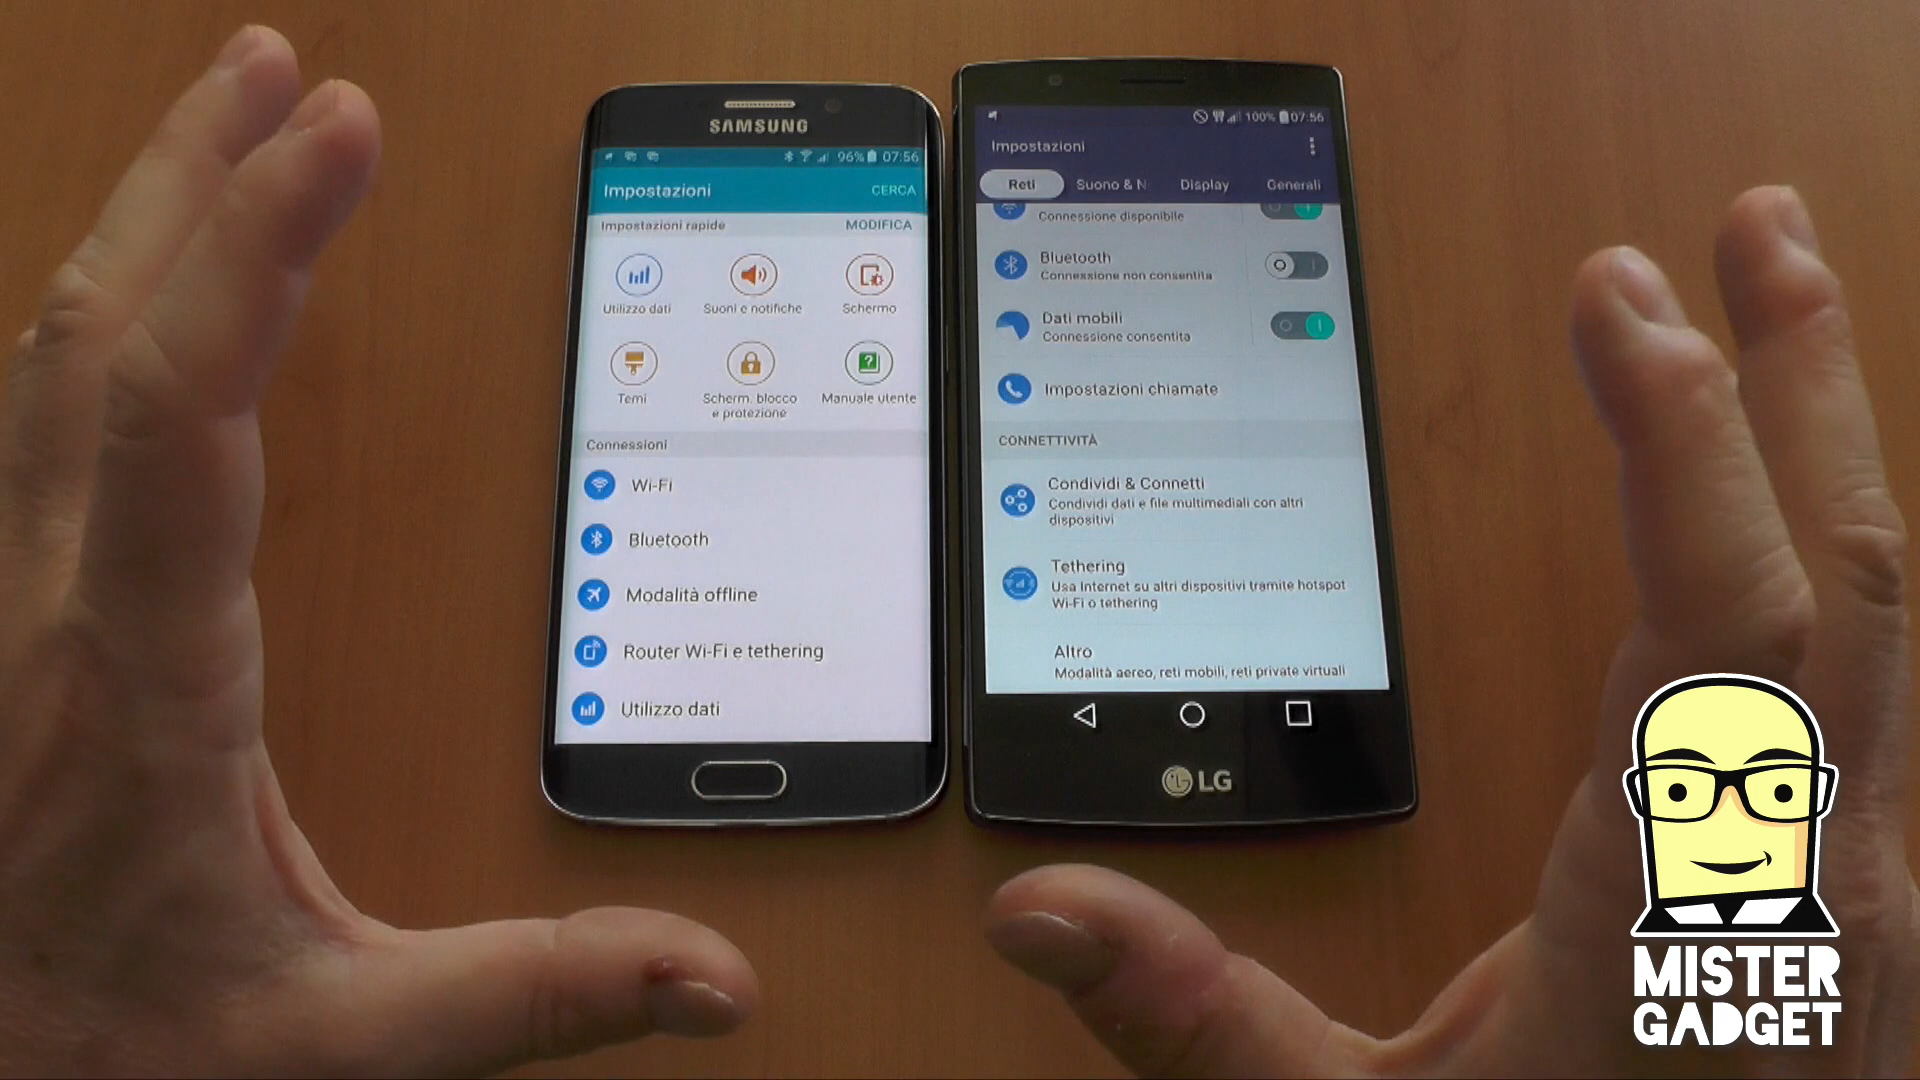 SAMSUNG
96% 07:56
Impostazioni CERCA
Impostazioni rapide MODIFICA
Utilizzo dati Suoni e notifiche Schermo
Temi Scherm. blocco e protezione Manuale utente
Connessioni
Wi-Fi
Bluetooth
Modalità offline
Router Wi-Fi e tethering
Utilizzo dati
100% 07:56
Impostazioni
Reti Suono & N Display Generali
Connessione disponibile
Bluetooth
Connessione non consentita
Dati mobili
Connessione consentita
Impostazioni chiamate
CONNETTIVITÀ
Condividi & Connetti
Condividi dati e file multimediali con altri
dispositivi
Tethering
Usa Internet su altri dispositivi tramite hotspot
Wi-Fi o tethering
Altro
Modalità aereo, reti mobili, reti private virtuali
LG
MISTER
GADGET